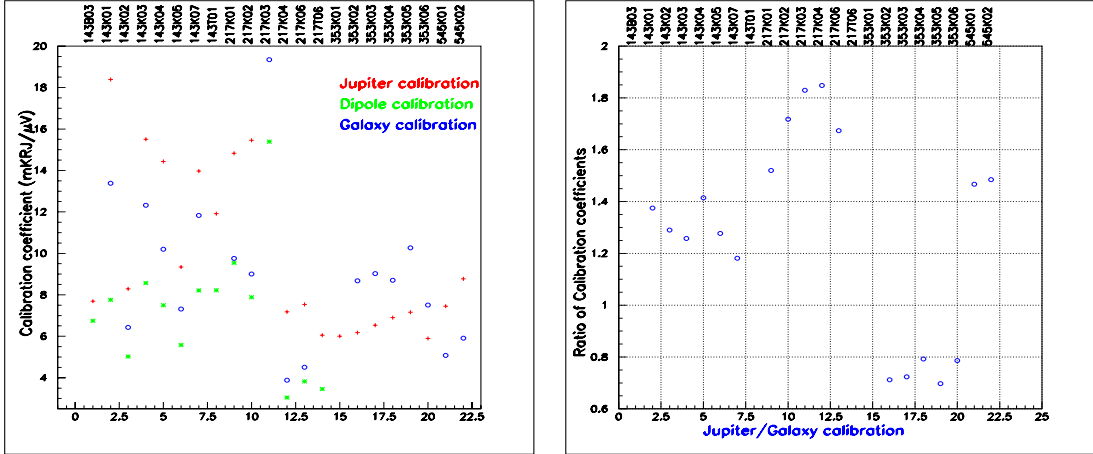 143B03
143K01
143K02
143K03
143K04
143K05
143K07
143T01
217K01
217K02
217K03
217K04
217K06
217T06
353K01
353K02
353K03
353K04
353K05
353K06
545K01
545K02
20
18
16
14
12
10
8
6
4
Calibration coefficient (mKRJ/μV)
Jupiter calibration
Dipole calibration
Galaxy calibration
0 2.5 5 7.5 10 12.5 15 17.5 20 22.5
143B03
143K01
143K02
143K03
143K04
143K05
143K07
143T01
217K01
217K02
217K03
217K04
217K06
217T06
353K01
353K02
353K03
353K04
353K05
353K06
545K01
545K02
2
1.8
1.6
1.4
1.2
1
0.8
0.6
Ratio of Calibration coefficients
0 2.5 5 7.5 10 12.5 15 17.5 20 22.5 25
Jupiter/Galaxy calibration